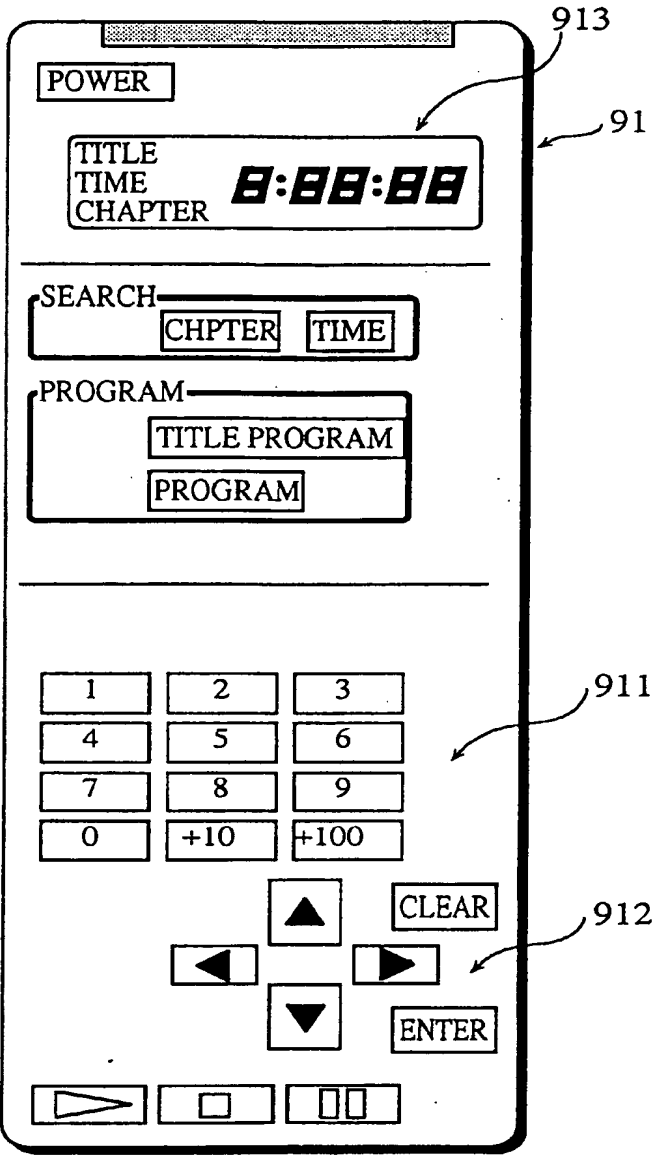 913
POWER
91
TITLE
TIME 8:88:88
CHAPTER
SEARCH
CHPTER TIME
PROGRAM
TITLE PROGRAM
PROGRAM
1 2 3
911
4 5 6
7 8 9
0 +10 +100
CLEAR
912
ENTER